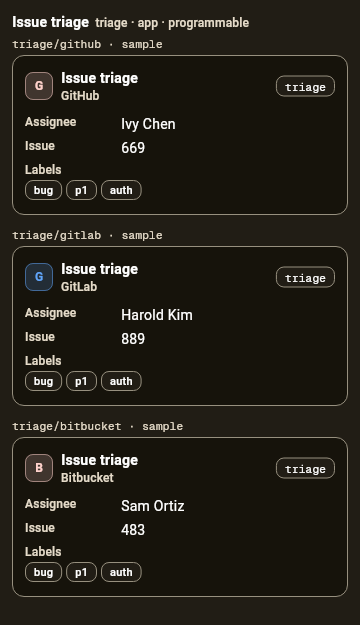 Issue triage triage · app · programmable
triage/github · sample
G Issue triage triage
GitHub
Assignee Ivy Chen
Issue 669
Labels
bug p1 auth
triage/gitlab · sample
G Issue triage triage
GitLab
Assignee Harold Kim
Issue 889
Labels
bug p1 auth
triage/bitbucket · sample
B Issue triage triage
Bitbucket
Assignee Sam Ortiz
Issue 483
Labels
bug p1 auth